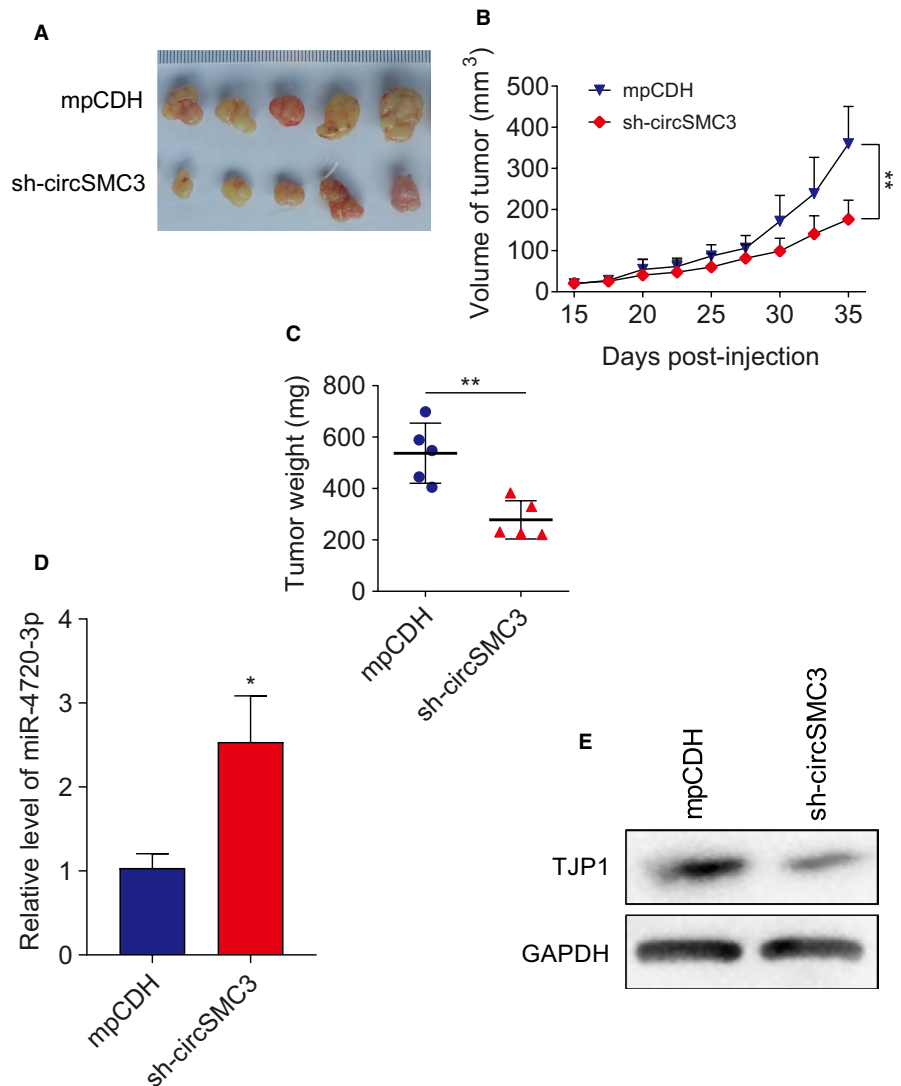 A
mpCDH
sh-circSMC3
B
Volume of tumor (mm³)
500
400
300
200
100
0
mpCDH
sh-circSMC3
**
15 20 25 30 35
Days post-injection
C
Tumor weight (mg)
800
600
400
200
0
**
mpCDH
sh-circSMC3
D
Relative level of miR-4720-3p
4
3
2
1
0
*
mpCDH
sh-circSMC3
E
mpCDH
sh-circSMC3
TJP1
GAPDH